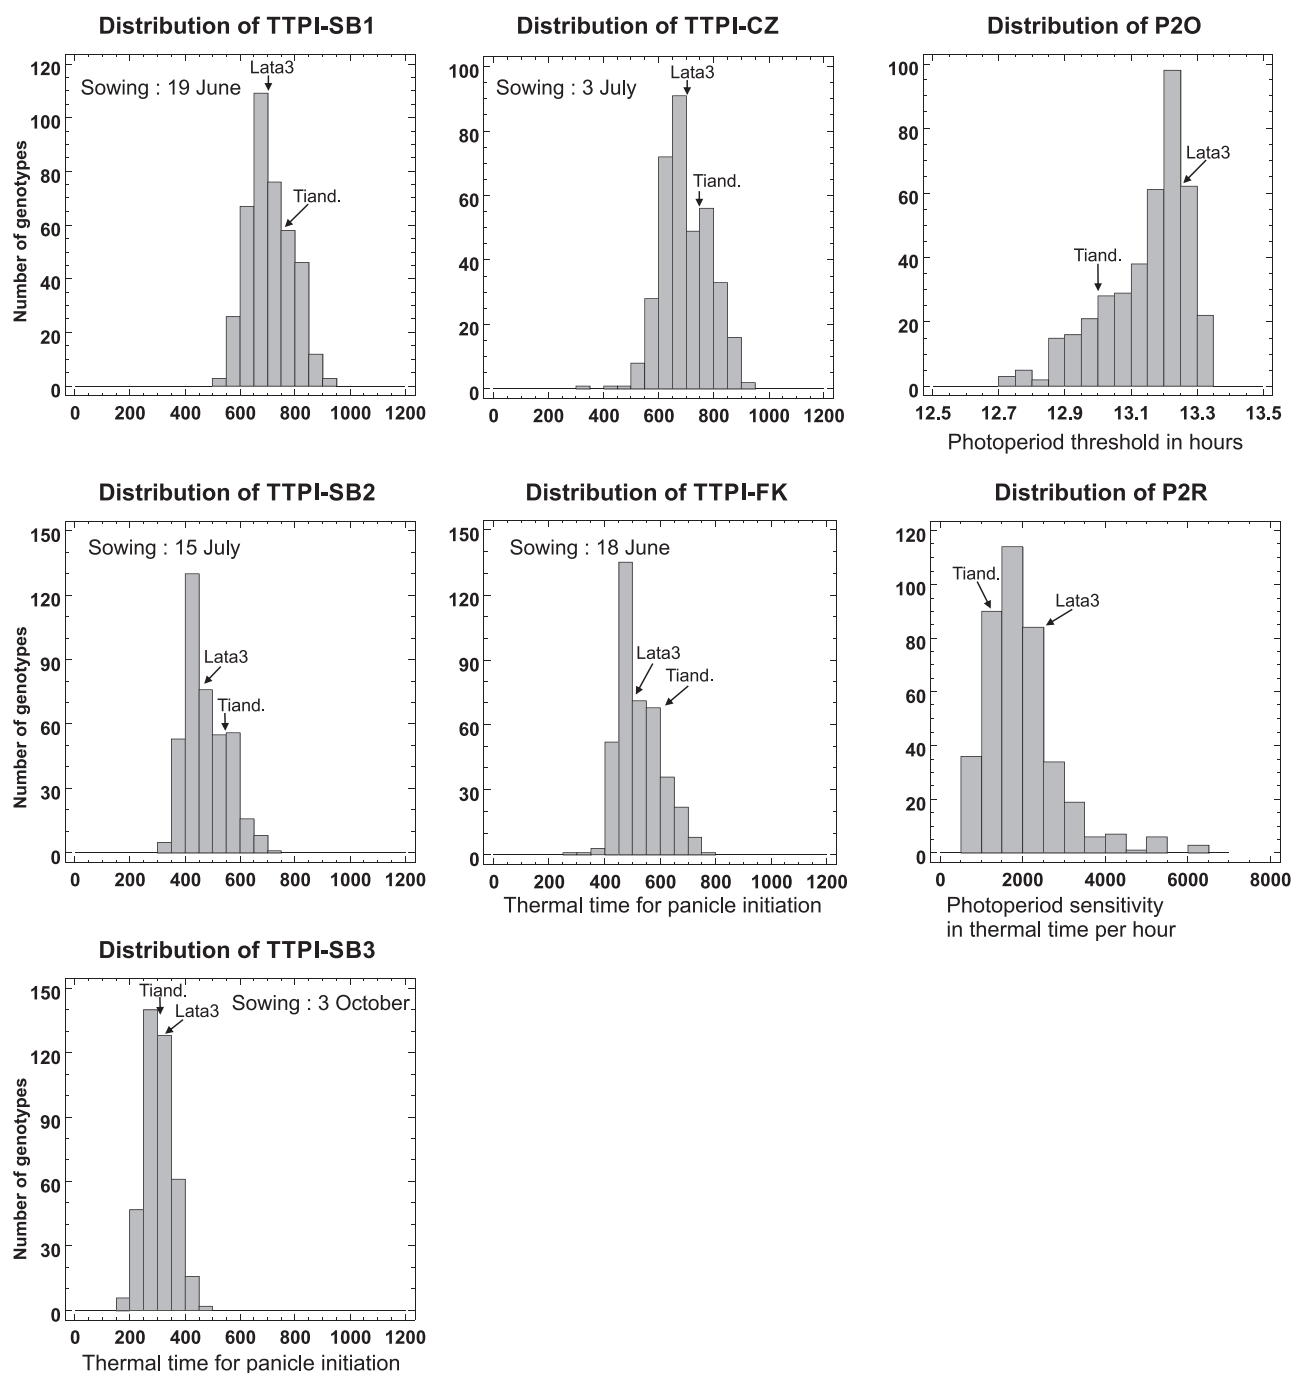 Distribution of TTPI-SB1
Number of genotypes
120
100
80
60
40
20
0
Sowing : 19 June
Lata3
Tiand.
0 200 400 600 800 1000 1200
Distribution of TTPI-CZ
100
80
60
40
20
0
Sowing : 3 July
Lata3
Tiand.
0 200 400 600 800 1000 1200
Distribution of P2O
100
80
60
40
20
0
Lata3
Tiand.
12.5 12.7 12.9 13.1 13.3 13.5
Photoperiod threshold in hours
Distribution of TTPI-SB2
Number of genotypes
150
120
90
60
30
0
Sowing : 15 July
Lata3
Tiand.
0 200 400 600 800 1000 1200
Distribution of TTPI-FK
150
120
90
60
30
0
Sowing : 18 June
Lata3
Tiand.
0 200 400 600 800 1000 1200
Thermal time for panicle initiation
Distribution of P2R
120
100
80
60
40
20
0
Tiand.
Lata3
0 2000 4000 6000 8000
Photoperiod sensitivity
in thermal time per hour
Distribution of TTPI-SB3
Number of genotypes
150
120
90
60
30
0
Tiand.
Lata3
Sowing : 3 October
0 200 400 600 800 1000 1200
Thermal time for panicle initiation